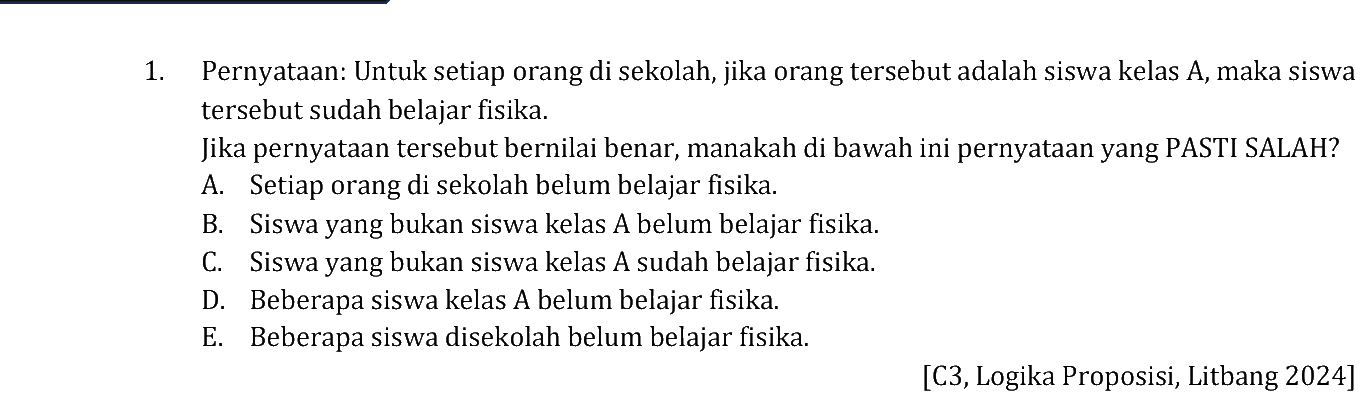 1. Pernyataan: Untuk setiap orang di sekolah, jika orang tersebut adalah siswa kelas A, maka siswa
tersebut sudah belajar fisika.
Jika pernyataan tersebut bernilai benar, manakah di bawah ini pernyataan yang PASTI SALAH?
A. Setiap orang di sekolah belum belajar fisika.
B. Siswa yang bukan siswa kelas A belum belajar fisika.
C. Siswa yang bukan siswa kelas A sudah belajar fisika.
D. Beberapa siswa kelas A belum belajar fisika.
E. Beberapa siswa disekolah belum belajar fisika.
[C3, Logika Proposisi, Litbang 2024]